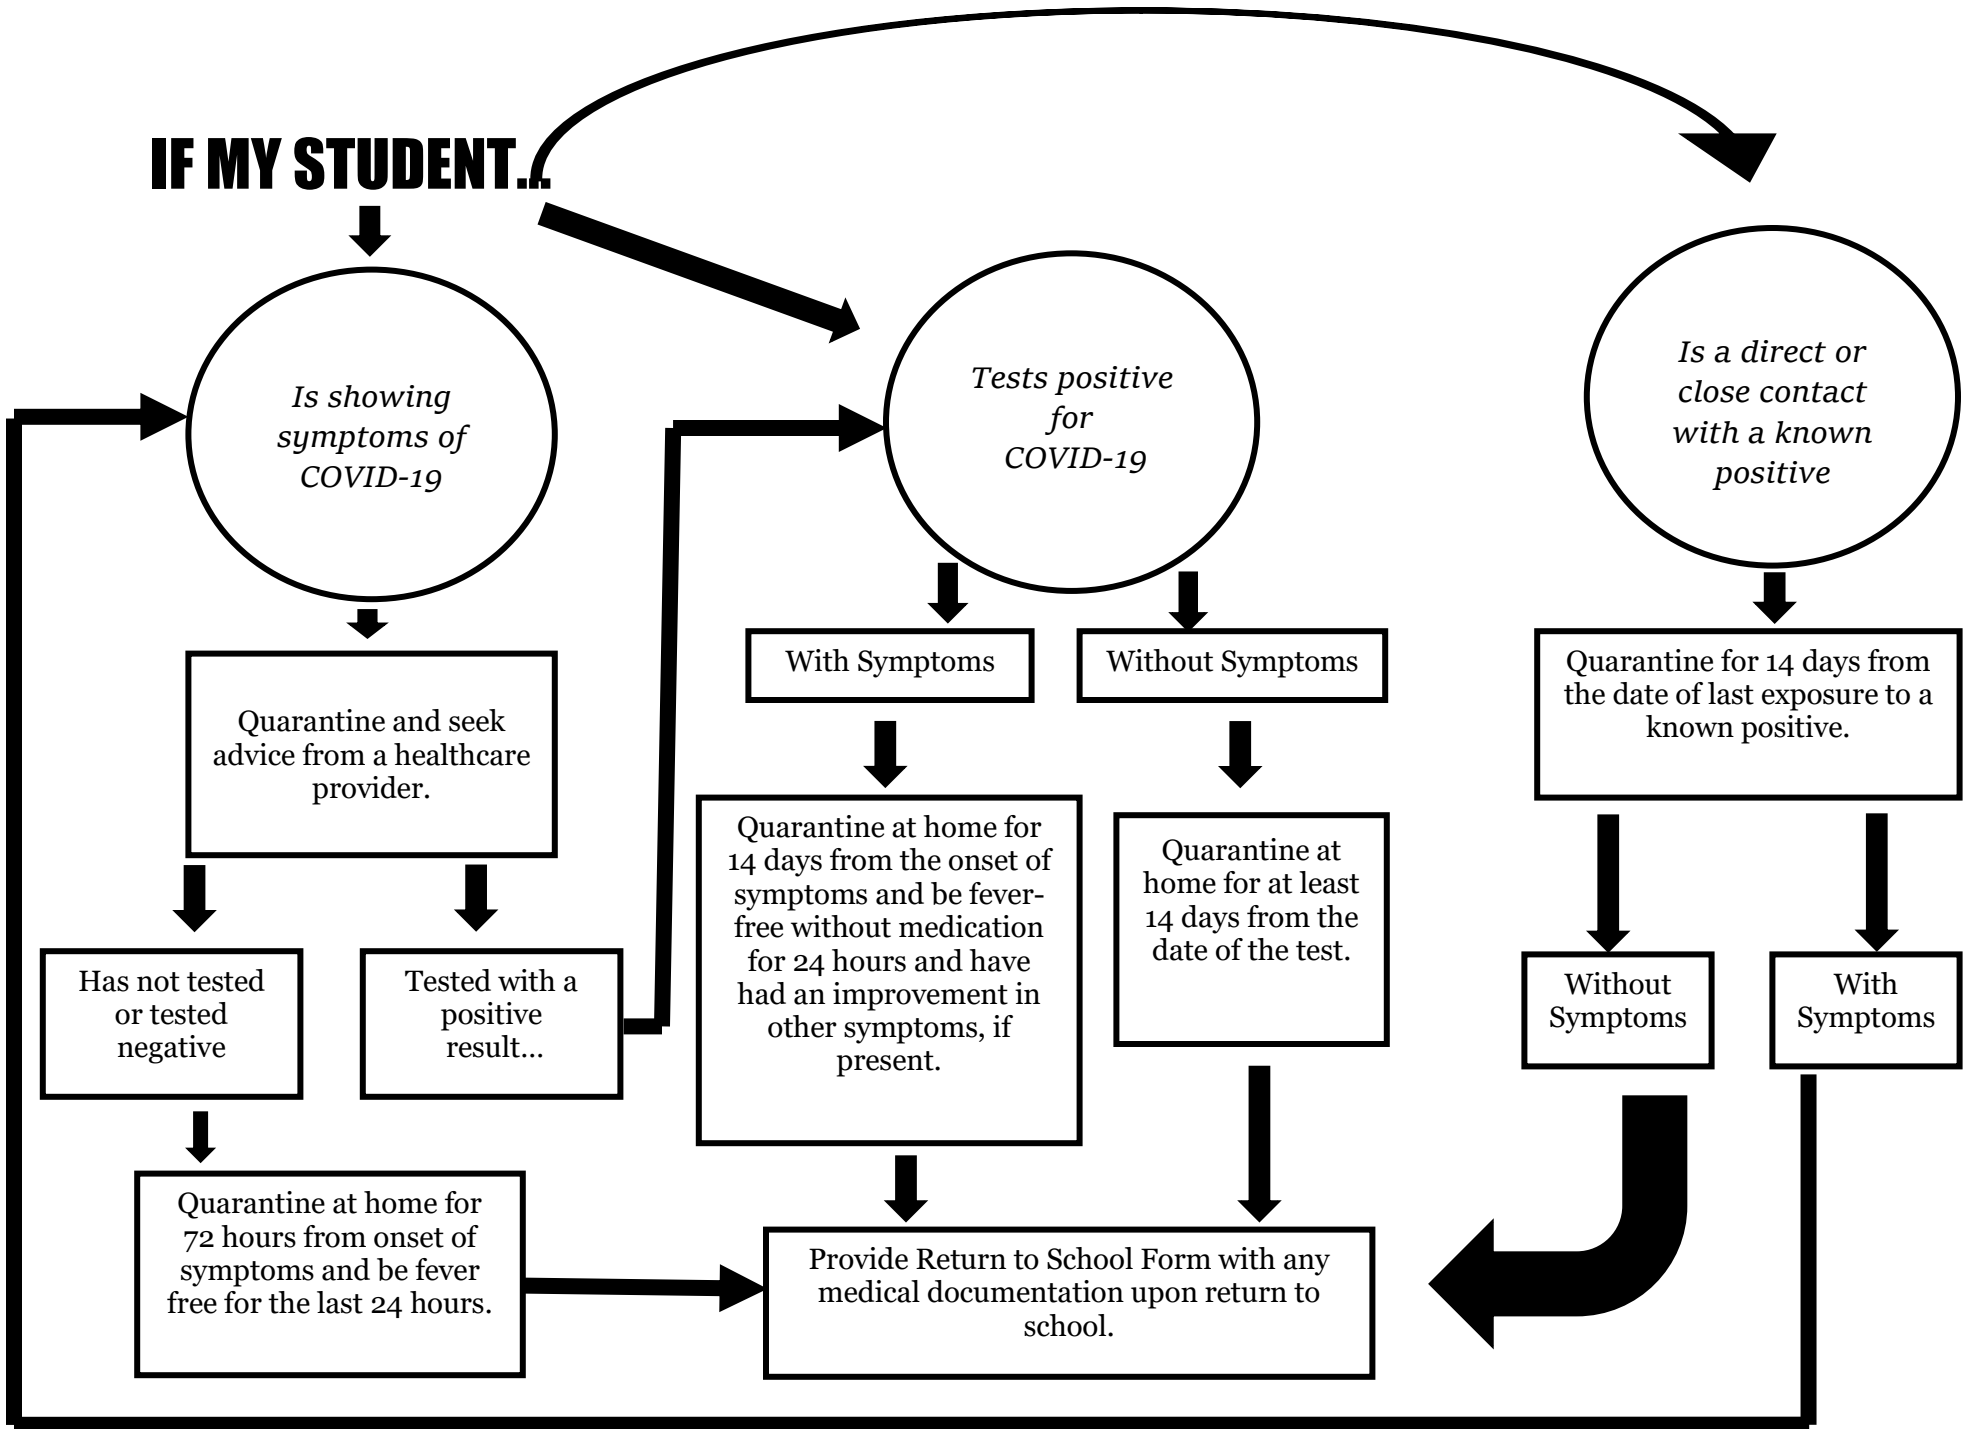 IF MY STUDENT...
Is showing
symptoms of
COVID-19
Tests positive
for
COVID-19
Is a direct or
close contact
with a known
positive
Quarantine and seek
advice from a healthcare
provider.
With Symptoms
Without Symptoms
Quarantine for 14 days from
the date of last exposure to a
known positive.
Has not tested
or tested
negative
Tested with a
positive
result...
Quarantine at home for
14 days from the onset of
symptoms and be fever-
free without medication
for 24 hours and have
had an improvement in
other symptoms, if
present.
Quarantine at
home for at least
14 days from the
date of the test.
Without
Symptoms
With
Symptoms
Quarantine at home for
72 hours from onset of
symptoms and be fever
free for the last 24 hours.
Provide Return to School Form with any
medical documentation upon return to
school.